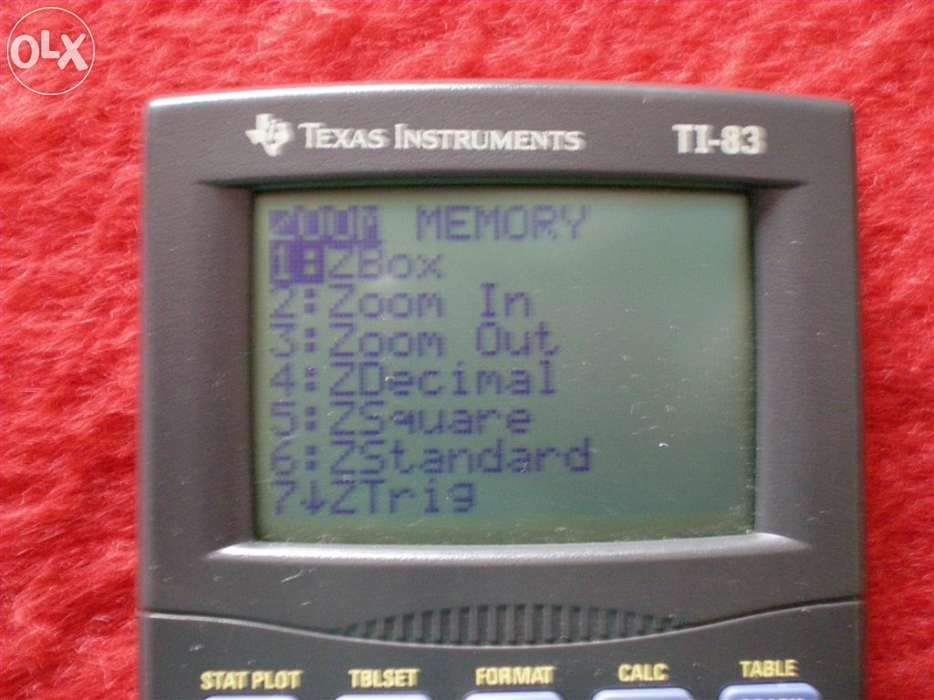 OLX
TEXAS INSTRUMENTS TI-83
ZOOM MEMORY
1:ZBox
2:Zoom In
3:Zoom Out
4:ZDecimal
5:ZSquare
6:ZStandard
7↓ZTrig
STAT PLOT TBLSET FORMAT CALC TABLE